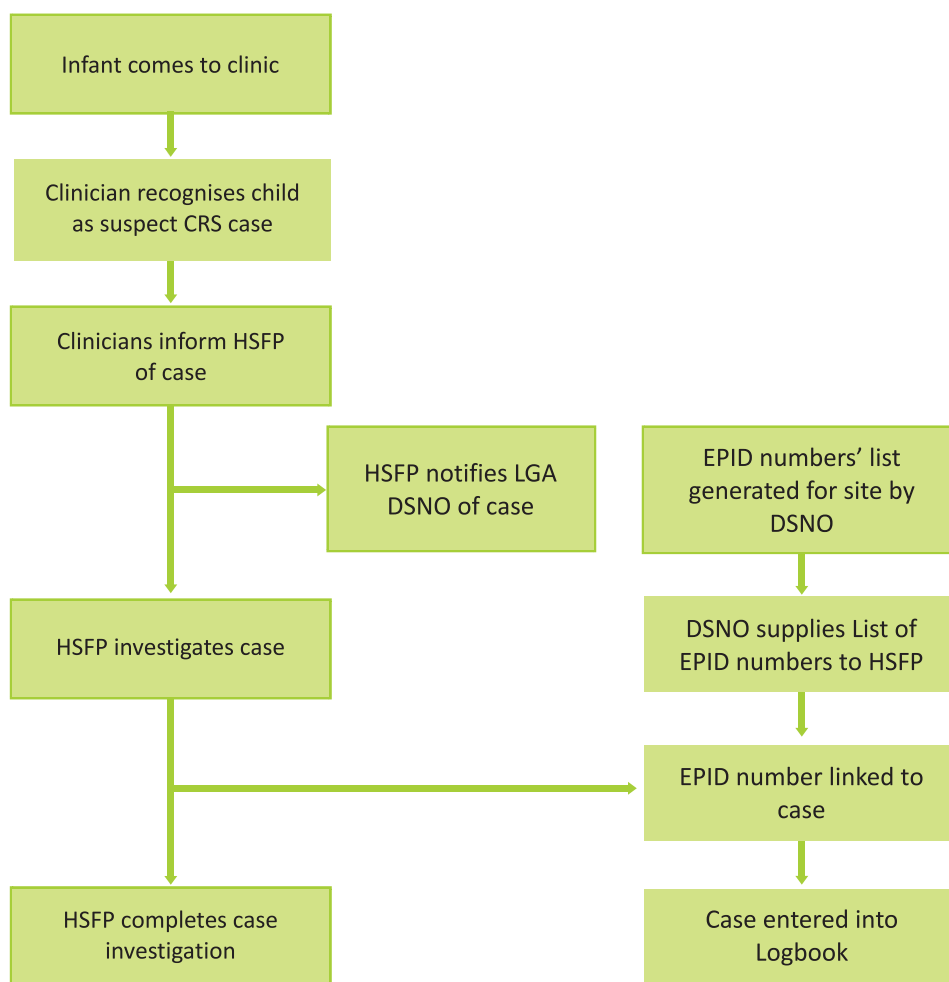 Infant comes to clinic
Clinician recognises child
as suspect CRS case
Clinicians inform HSFP
of case
HSFP notifies LGA
DSNO of case
EPID numbers’ list
generated for site by
DSNO
HSFP investigates case
DSNO supplies List of
EPID numbers to HSFP
EPID number linked to
case
HSFP completes case
investigation
Case entered into
Logbook